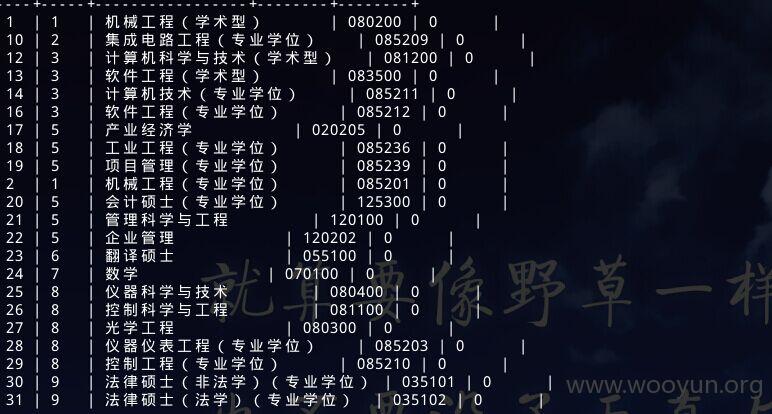 ----+----+------------------+--------+--------+
1 | 1 | 机械工程（学术型） | 080200 | 0 |
10 | 2 | 集成电路工程（专业学位） | 085209 | 0 |
12 | 3 | 计算机科学与技术（学术型） | 081200 | 0 |
13 | 3 | 软件工程（学术型） | 083500 | 0 |
14 | 3 | 计算机技术（专业学位） | 085211 | 0 |
16 | 3 | 软件工程（专业学位） | 085212 | 0 |
17 | 5 | 产业经济学 | 020205 | 0 |
18 | 5 | 工业工程（专业学位） | 085236 | 0 |
19 | 5 | 项目管理（专业学位） | 085239 | 0 |
2 | 1 | 机械工程（专业学位） | 085201 | 0 |
20 | 5 | 会计硕士（专业学位） | 125300 | 0 |
21 | 5 | 管理科学与工程 | 120100 | 0 |
22 | 5 | 企业管理 | 120202 | 0 |
23 | 6 | 翻译硕士 | 055100 | 0 |
24 | 7 | 数学 | 070100 | 0 |
25 | 8 | 仪器科学与技术 | 080400 | 0 |
26 | 8 | 控制科学与工程 | 081100 | 0 |
27 | 8 | 光学工程 | 080300 | 0 |
28 | 8 | 仪器仪表工程（专业学位） | 085203 | 0 |
29 | 8 | 控制工程（专业学位） | 085210 | 0 |
30 | 9 | 法律硕士（非法学）（专业学位） | 035101 | 0 |
31 | 9 | 法律硕士（法学）（专业学位） | 035102 | 0 |
就算要像野草一样
www.wooyun.org